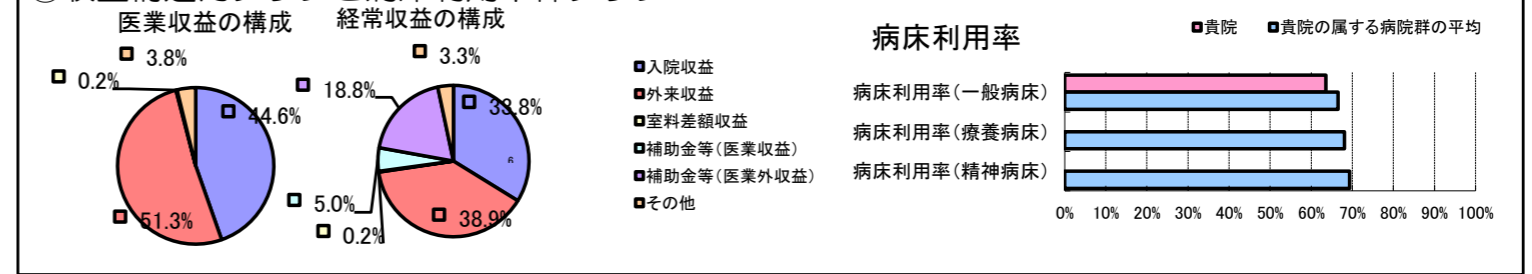 医業収益の構成
3.8%
0.2%
44.6%
51.3%
経常収益の構成
3.3%
18.8%
33.8%
6
5.0%
0.2%
38.9%
入院収益
外来収益
室料差額収益
補助金等(医業収益)
補助金等(医業外収益)
その他
病床利用率
貴院
貴院の属する病院群の平均
病床利用率(一般病床)
病床利用率(療養病床)
病床利用率(精神病床)
0% 10% 20% 30% 40% 50% 60% 70% 80% 90% 100%